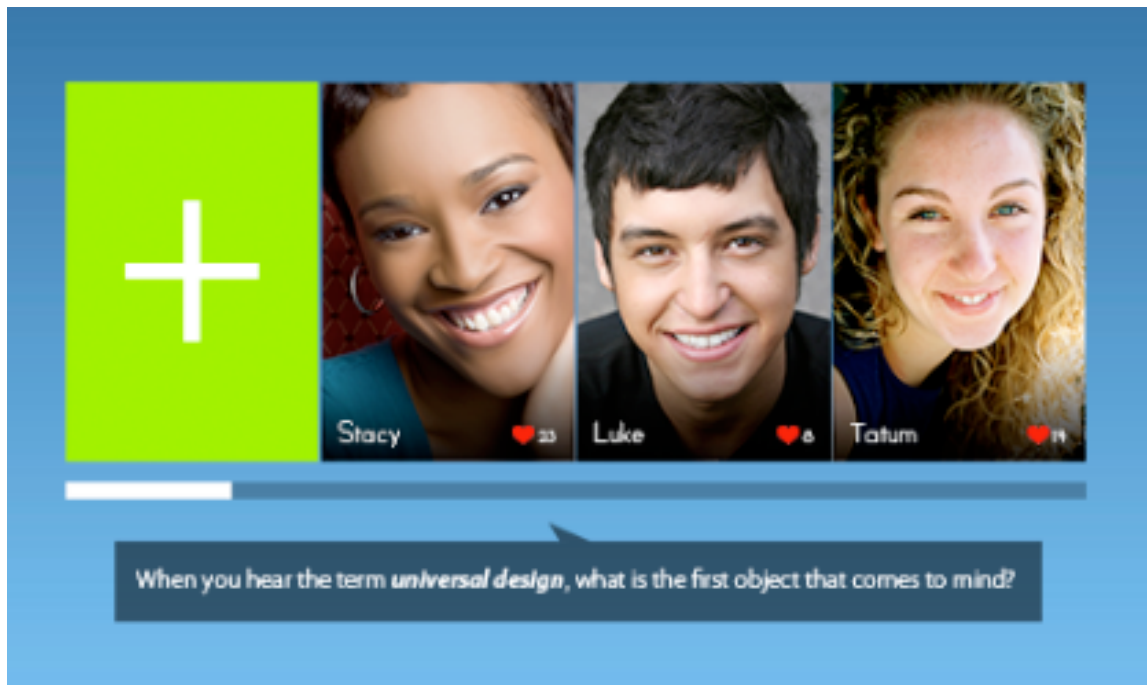 Stacy 23
Luke 8
Tatum 19
When you hear the term universal design, what is the first object that comes to mind?